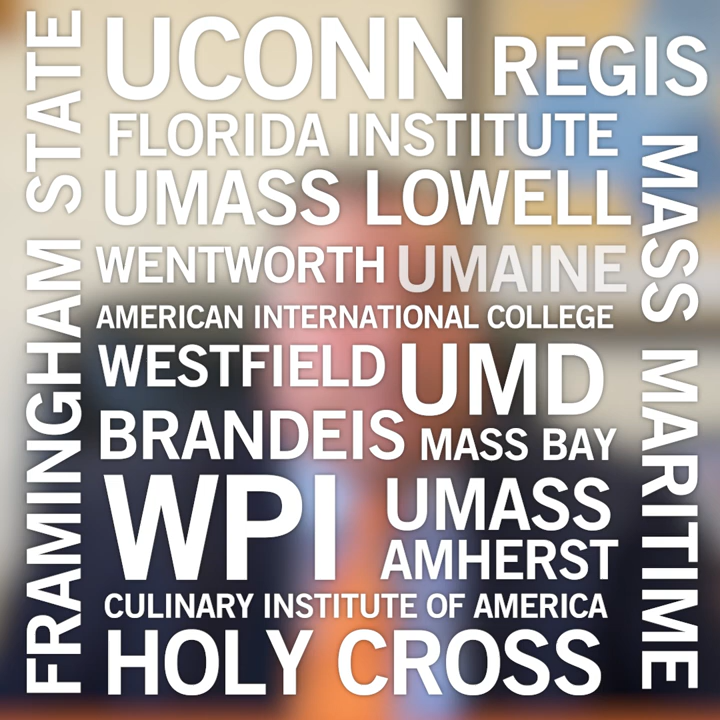 FRAMINGHAM STATE
UCONN REGIS
FLORIDA INSTITUTE
UMASS LOWELL
WENTWORTH UMAINE
AMERICAN INTERNATIONAL COLLEGE
WESTFIELD UMD
BRANDEIS MASS BAY
WPI UMASS AMHERST
CULINARY INSTITUTE OF AMERICA
HOLY CROSS
MASS MARITIME